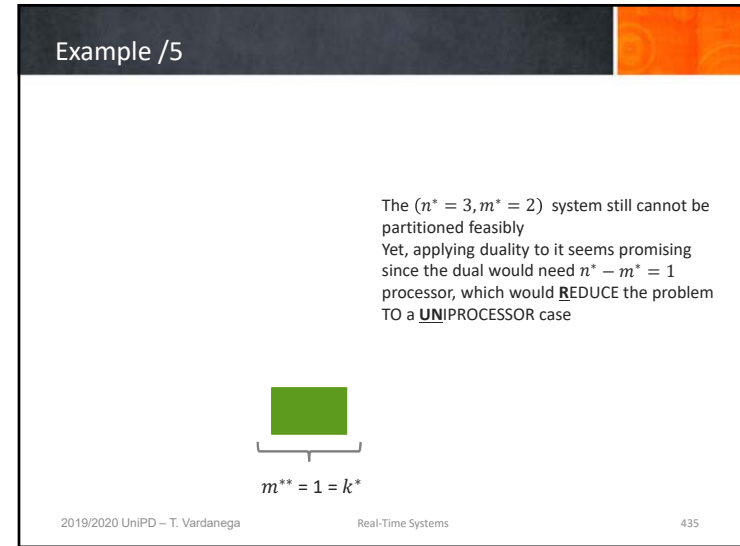 Example /5
The (𝑛* = 3, 𝑚* = 2) system still cannot be
partitioned feasibly
Yet, applying duality to it seems promising
since the dual would need 𝑛* − 𝑚* = 1
processor, which would REDUCE the problem
TO a UNIPROCESSOR case
𝑚** = 1 = 𝑘*
2019/2020 UniPD – T. Vardanega Real-Time Systems 435